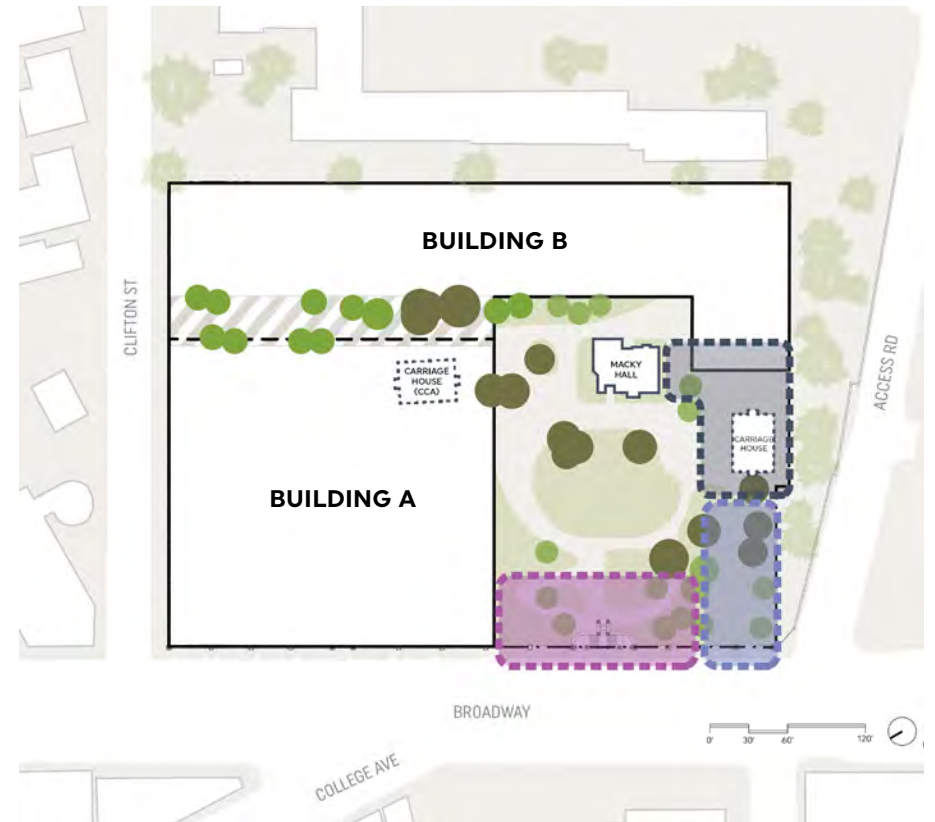 BUILDING B
CLIFTON ST
CARRIAGE
HOUSE
(CCA)
MACKY
HALL
ACCESS RD
CARRIAGE
HOUSE
BUILDING A
BROADWAY
0'
30'
60'
120'
COLLEGE AVE